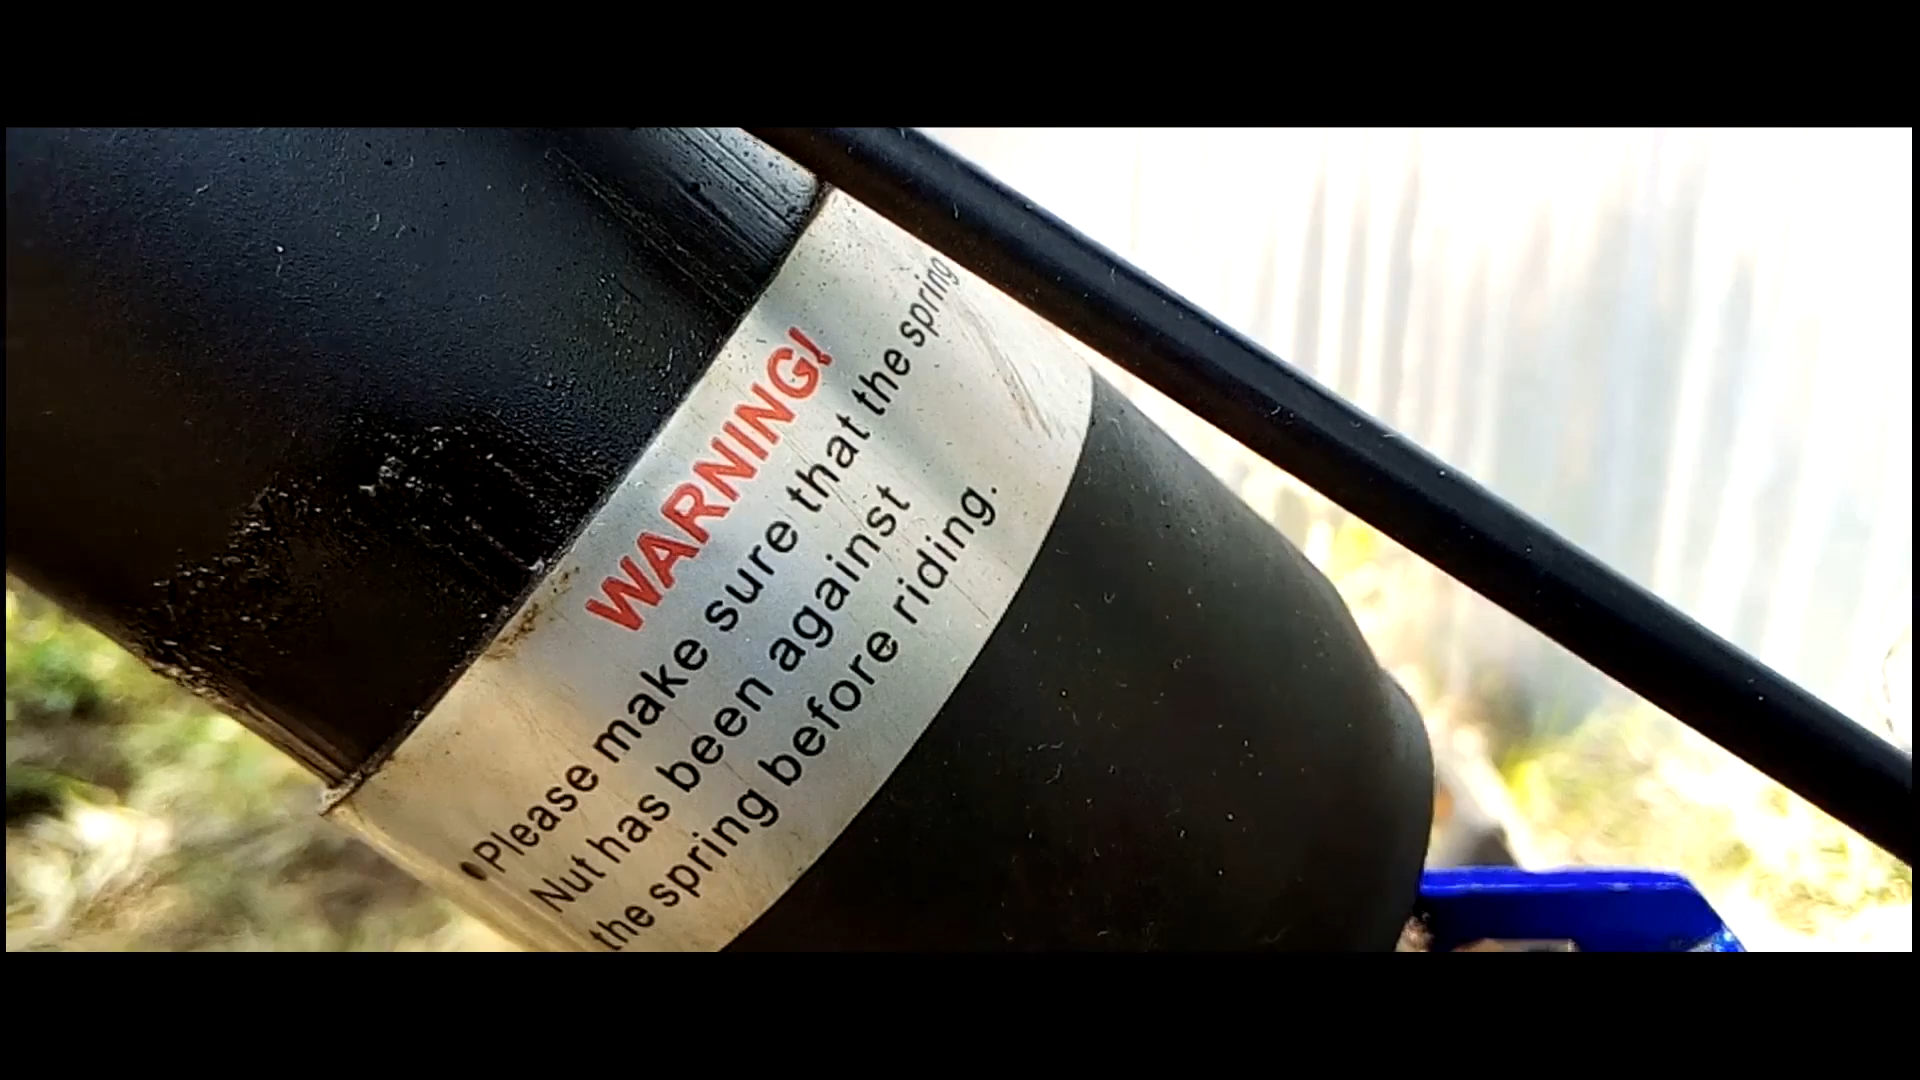 WARNING!
•Please make sure that the spring
Nut has been against
the spring before riding.